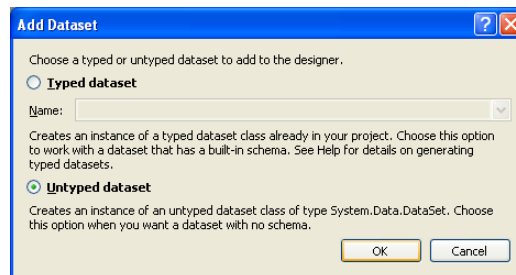 Add Dataset
Choose a typed or untyped dataset to add to the designer.
Typed dataset
Name:
Creates an instance of a typed dataset class already in your project. Choose this option
to work with a dataset that has a built-in schema. See Help for details on generating
typed datasets.
Untyped dataset
Creates an instance of an untyped dataset class of type System.Data.DataSet. Choose
this option when you want a dataset with no schema.
OK Cancel